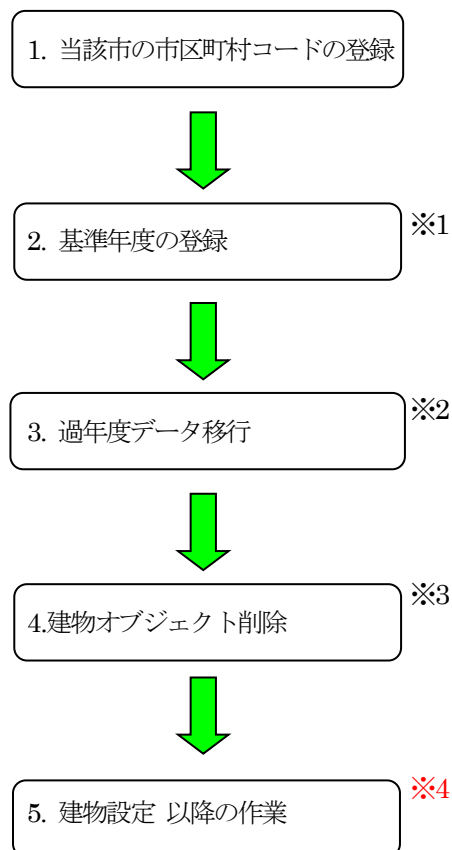 1. 当該市の市区町村コードの登録
2. 基準年度の登録
※1
3. 過年度データ移行
※2
4.建物オブジェクト削除
※3
5. 建物設定 以降の作業
※4